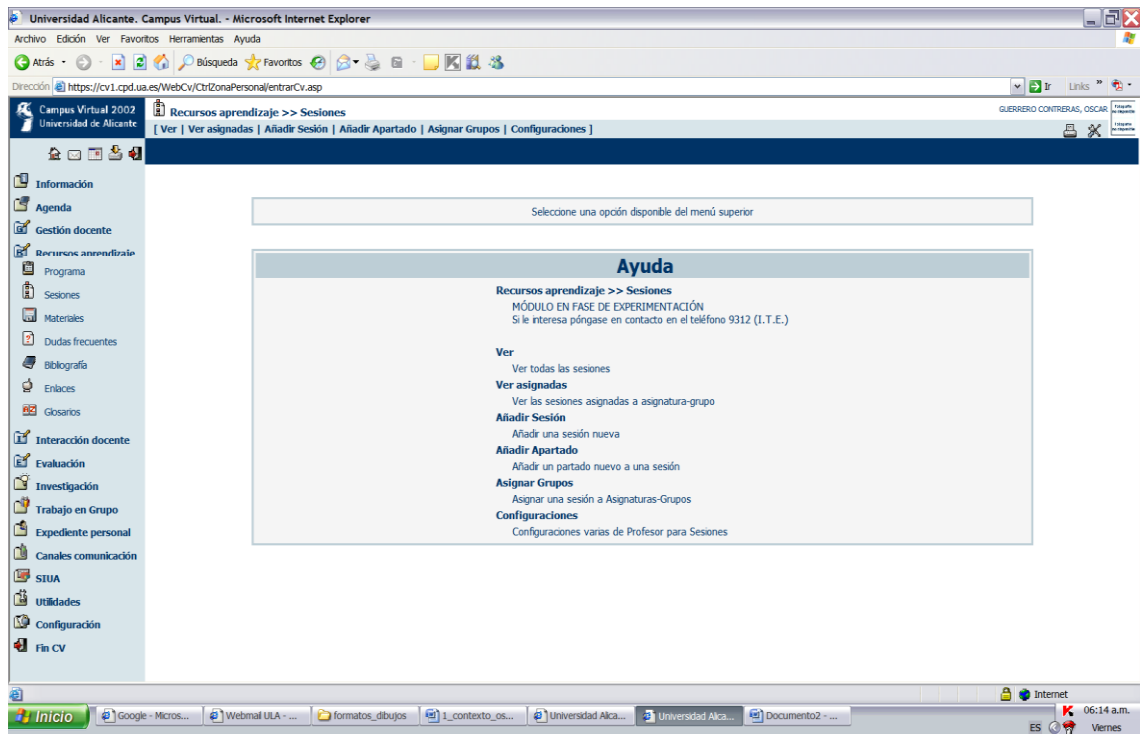 Universidad Alicante. Campus Virtual. - Microsoft Internet Explorer
Archivo Edición Ver Favoritos Herramientas Ayuda
Atrás Búsqueda Favoritos
Dirección https://cv1.cpd.ua.es/WebCv/CtrlZonaPersonal/entrarCv.asp Ir Links »
Campus Virtual 2002
Universidad de Alicante
Recursos aprendizaje >> Sesiones
GUERRERO CONTRERAS, OSCAR
[ Ver | Ver asignadas | Añadir Sesión | Añadir Apartado | Asignar Grupos | Configuraciones ]
Información
Agenda
Gestión docente
Recursos aprendizaje
Programa
Sesiones
Materiales
Dudas frecuentes
Bibliografía
Enlaces
Glosarios
Interacción docente
Evaluación
Investigación
Trabajo en Grupo
Expediente personal
Canales comunicación
SIUA
Utilidades
Configuración
Fin CV
Seleccione una opción disponible del menú superior
Ayuda
Recursos aprendizaje >> Sesiones
MÓDULO EN FASE DE EXPERIMENTACIÓN
Si le interesa póngase en contacto en el teléfono 9312 (I.T.E.)
Ver
Ver todas las sesiones
Ver asignadas
Ver las sesiones asignadas a asignatura-grupo
Añadir Sesión
Añadir una sesión nueva
Añadir Apartado
Añadir un partado nuevo a una sesión
Asignar Grupos
Asignar una sesión a Asignaturas-Grupos
Configuraciones
Configuraciones varias de Profesor para Sesiones
Internet
Inicio Google - Micros... Webmail ULA - ... formatos_dibujos 1_contexto_os... Universidad Alica... Universidad Alica... Documento2 - ... 06:14 a.m.
ES Viernes